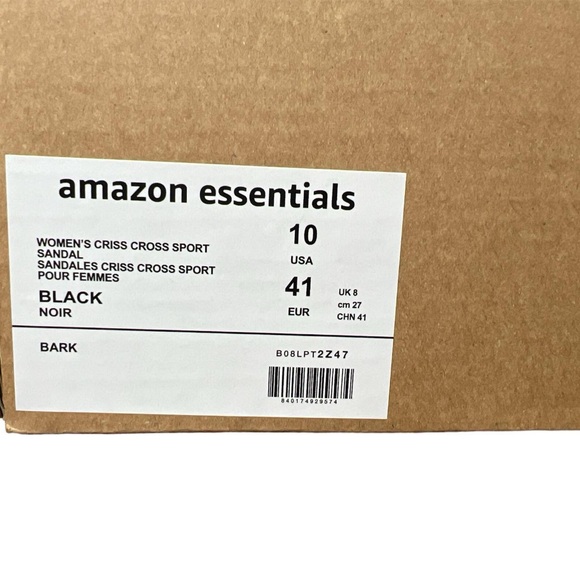 amazon essentials
WOMEN'S CRISS CROSS SPORT
SANDAL
SANDALES CRISS CROSS SPORT
POUR FEMMES
BLACK
NOIR
10
USA
41
EUR
UK 8
cm 27
CHN 41
BARK
B08LPT2Z47
840174929574